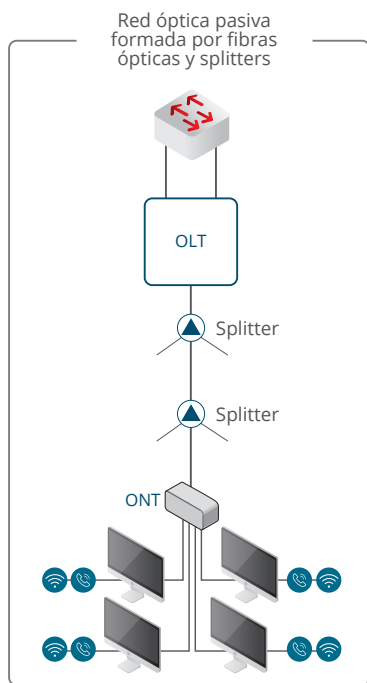 Red óptica pasiva
formada por fibras
ópticas y splitters
OLT
Splitter
Splitter
ONT